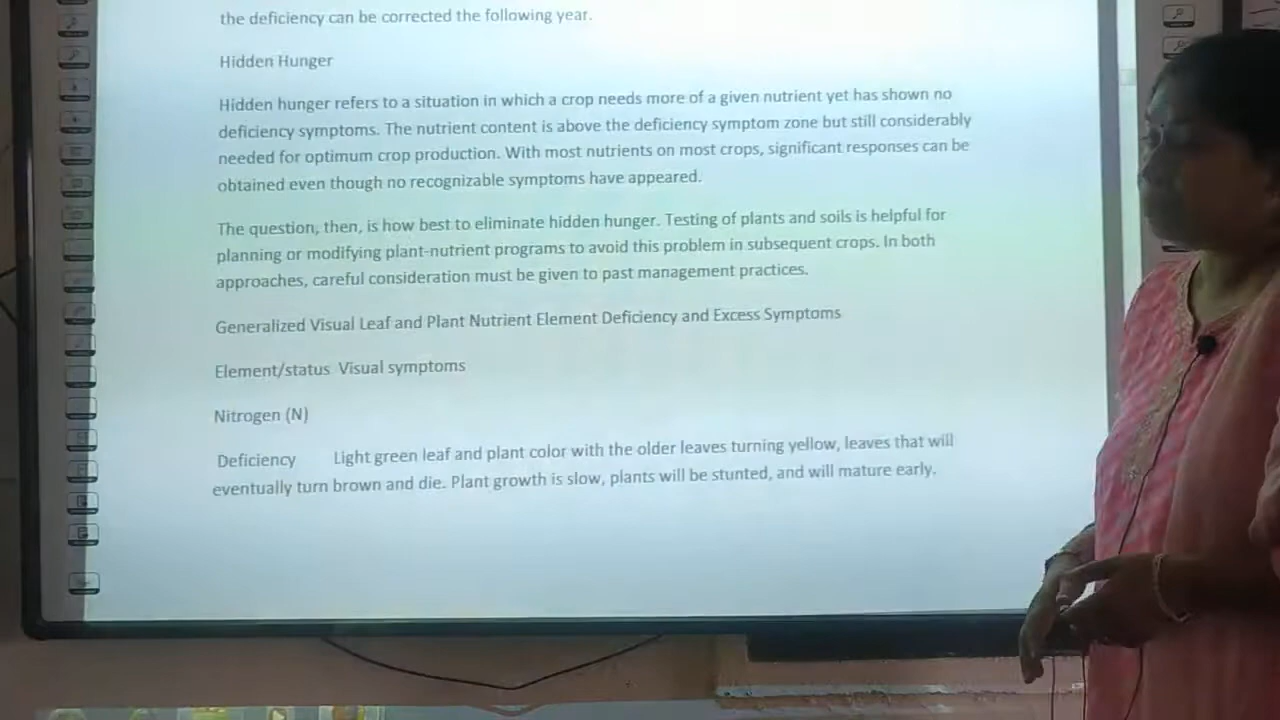 the deficiency can be corrected the following year.
Hidden Hunger
Hidden hunger refers to a situation in which a crop needs more of a given nutrient yet has shown no
deficiency symptoms. The nutrient content is above the deficiency symptom zone but still considerably
needed for optimum crop production. With most nutrients on most crops, significant responses can be
obtained even though no recognizable symptoms have appeared.
The question, then, is how best to eliminate hidden hunger. Testing of plants and soils is helpful for
planning or modifying plant-nutrient programs to avoid this problem in subsequent crops. In both
approaches, careful consideration must be given to past management practices.
Generalized Visual Leaf and Plant Nutrient Element Deficiency and Excess Symptoms
Element/status Visual symptoms
Nitrogen (N)
Deficiency Light green leaf and plant color with the older leaves turning yellow, leaves that will
eventually turn brown and die. Plant growth is slow, plants will be stunted, and will mature early.